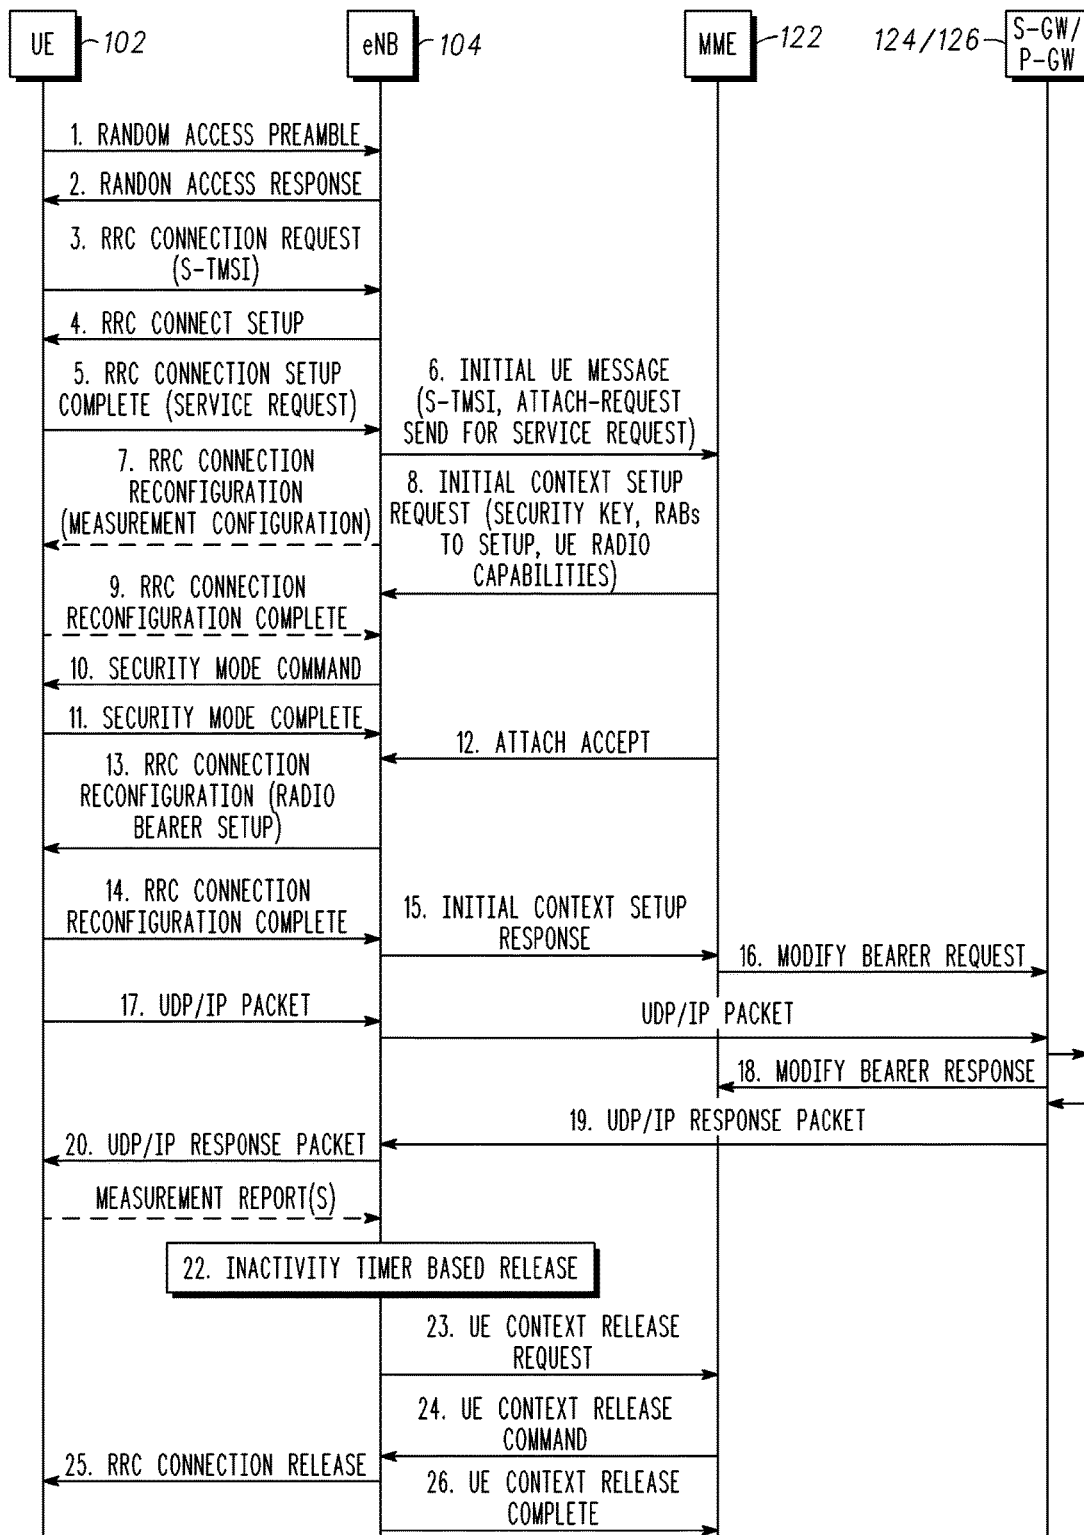 UE
102
eNB
104
MME
122
124/126
S-GW/
P-GW
1. RANDOM ACCESS PREAMBLE
2. RANDON ACCESS RESPONSE
3. RRC CONNECTION REQUEST
(S-TMSI)
4. RRC CONNECT SETUP
5. RRC CONNECTION SETUP
COMPLETE (SERVICE REQUEST)
6. INITIAL UE MESSAGE
(S-TMSI, ATTACH-REQUEST
SEND FOR SERVICE REQUEST)
7. RRC CONNECTION
RECONFIGURATION
(MEASUREMENT CONFIGURATION)
8. INITIAL CONTEXT SETUP
REQUEST (SECURITY KEY, RABs
TO SETUP, UE RADIO
CAPABILITIES)
9. RRC CONNECTION
RECONFIGURATION COMPLETE
10. SECURITY MODE COMMAND
11. SECURITY MODE COMPLETE
12. ATTACH ACCEPT
13. RRC CONNECTION
RECONFIGURATION (RADIO
BEARER SETUP)
14. RRC CONNECTION
RECONFIGURATION COMPLETE
15. INITIAL CONTEXT SETUP
RESPONSE
16. MODIFY BEARER REQUEST
17. UDP/IP PACKET
UDP/IP PACKET
18. MODIFY BEARER RESPONSE
19. UDP/IP RESPONSE PACKET
20. UDP/IP RESPONSE PACKET
MEASUREMENT REPORT(S)
22. INACTIVITY TIMER BASED RELEASE
23. UE CONTEXT RELEASE
REQUEST
24. UE CONTEXT RELEASE
COMMAND
25. RRC CONNECTION RELEASE
26. UE CONTEXT RELEASE
COMPLETE